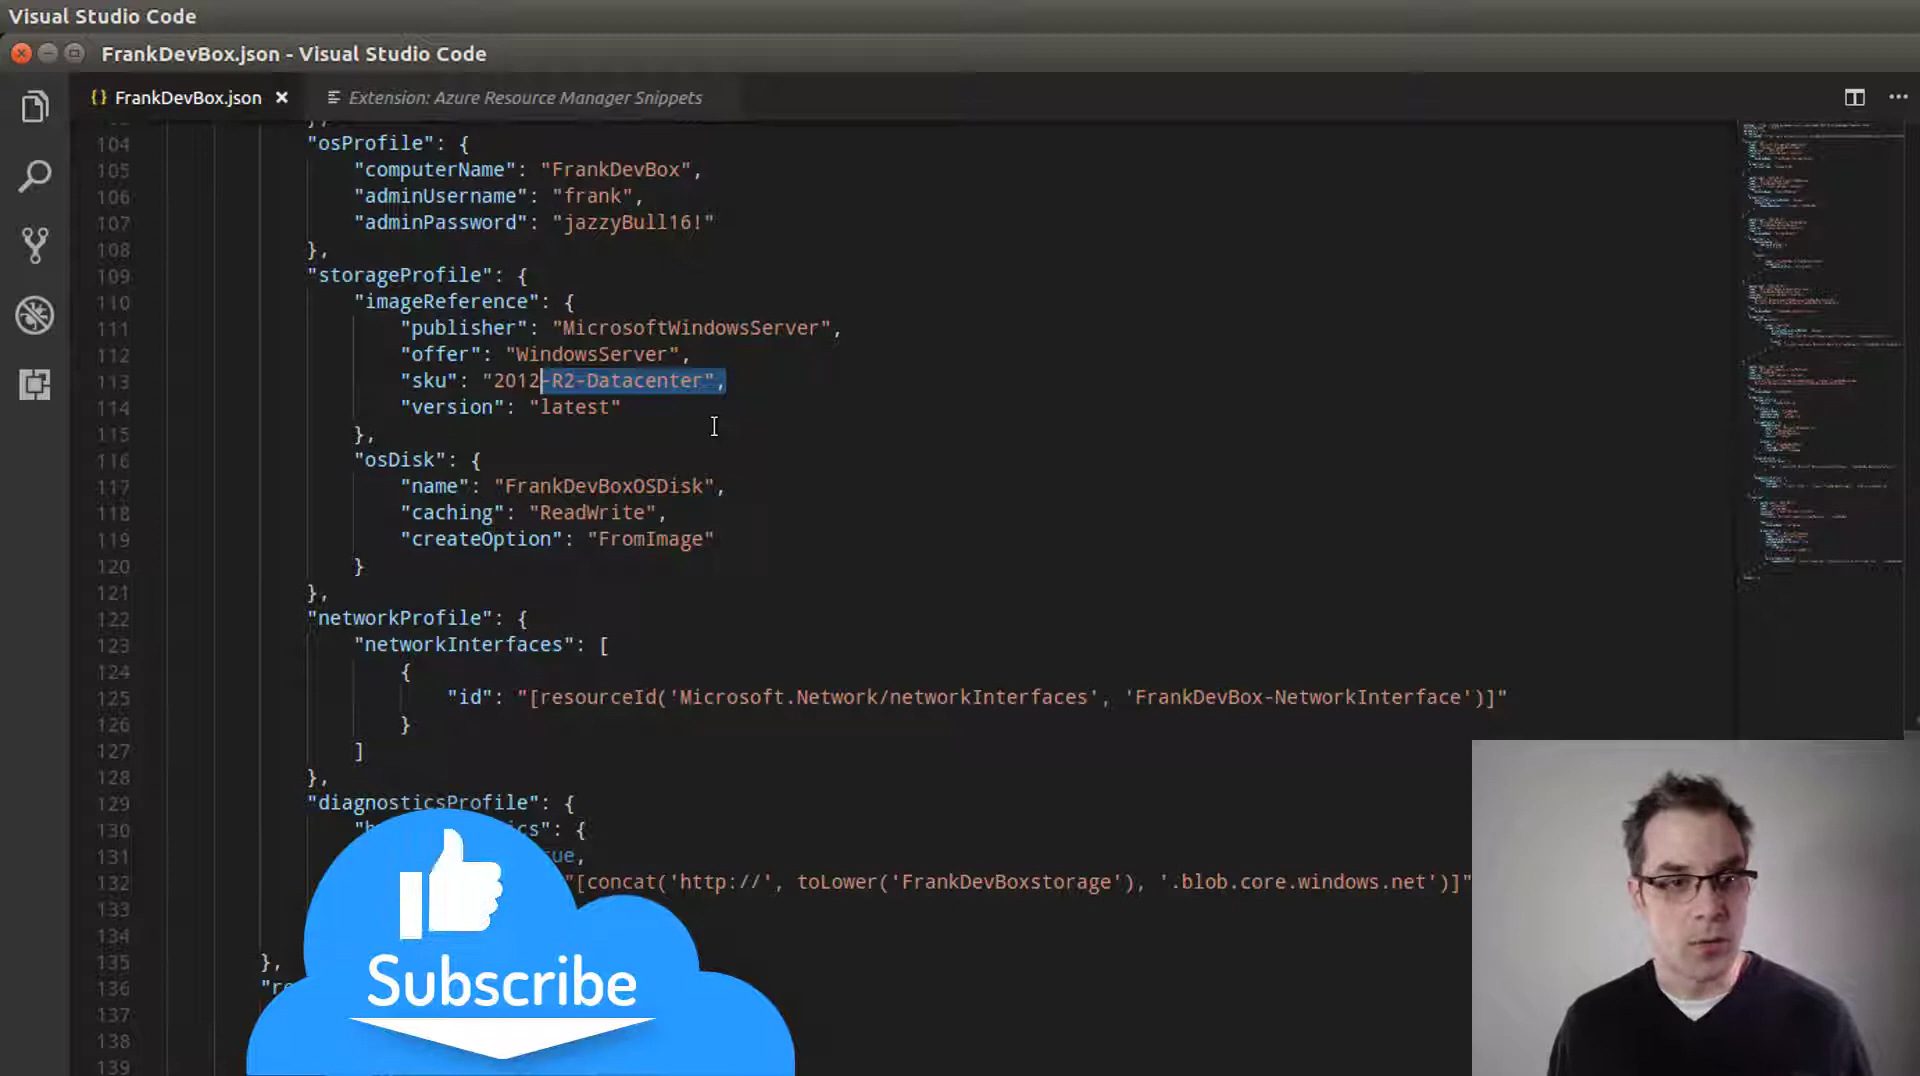 Visual Studio Code
FrankDevBox.json - Visual Studio Code
{} FrankDevBox.json ×
Extension: Azure Resource Manager Snippets
104 "osProfile": {
105 "computerName": "FrankDevBox",
106 "adminUsername": "frank",
107 "adminPassword": "jazzyBull16!"
108 },
109 "storageProfile": {
110 "imageReference": {
111 "publisher": "MicrosoftWindowsServer",
112 "offer": "WindowsServer",
113 "sku": "2012-R2-Datacenter",
114 "version": "latest"
115 },
116 "osDisk": {
117 "name": "FrankDevBoxOSDisk",
118 "caching": "ReadWrite",
119 "createOption": "FromImage"
120 }
121 },
122 "networkProfile": {
123 "networkInterfaces": [
124 {
125 "id": "[resourceId('Microsoft.Network/networkInterfaces', 'FrankDevBox-NetworkInterface')]"
126 }
127 ]
128 },
129 "diagnosticsProfile": {
130 "b cs": {
131 ue,
132 "[concat('http://', toLower('FrankDevBoxstorage'), '.blob.core.windows.net')]"
133
134
135 },
136 "re
137
138
139
Subscribe